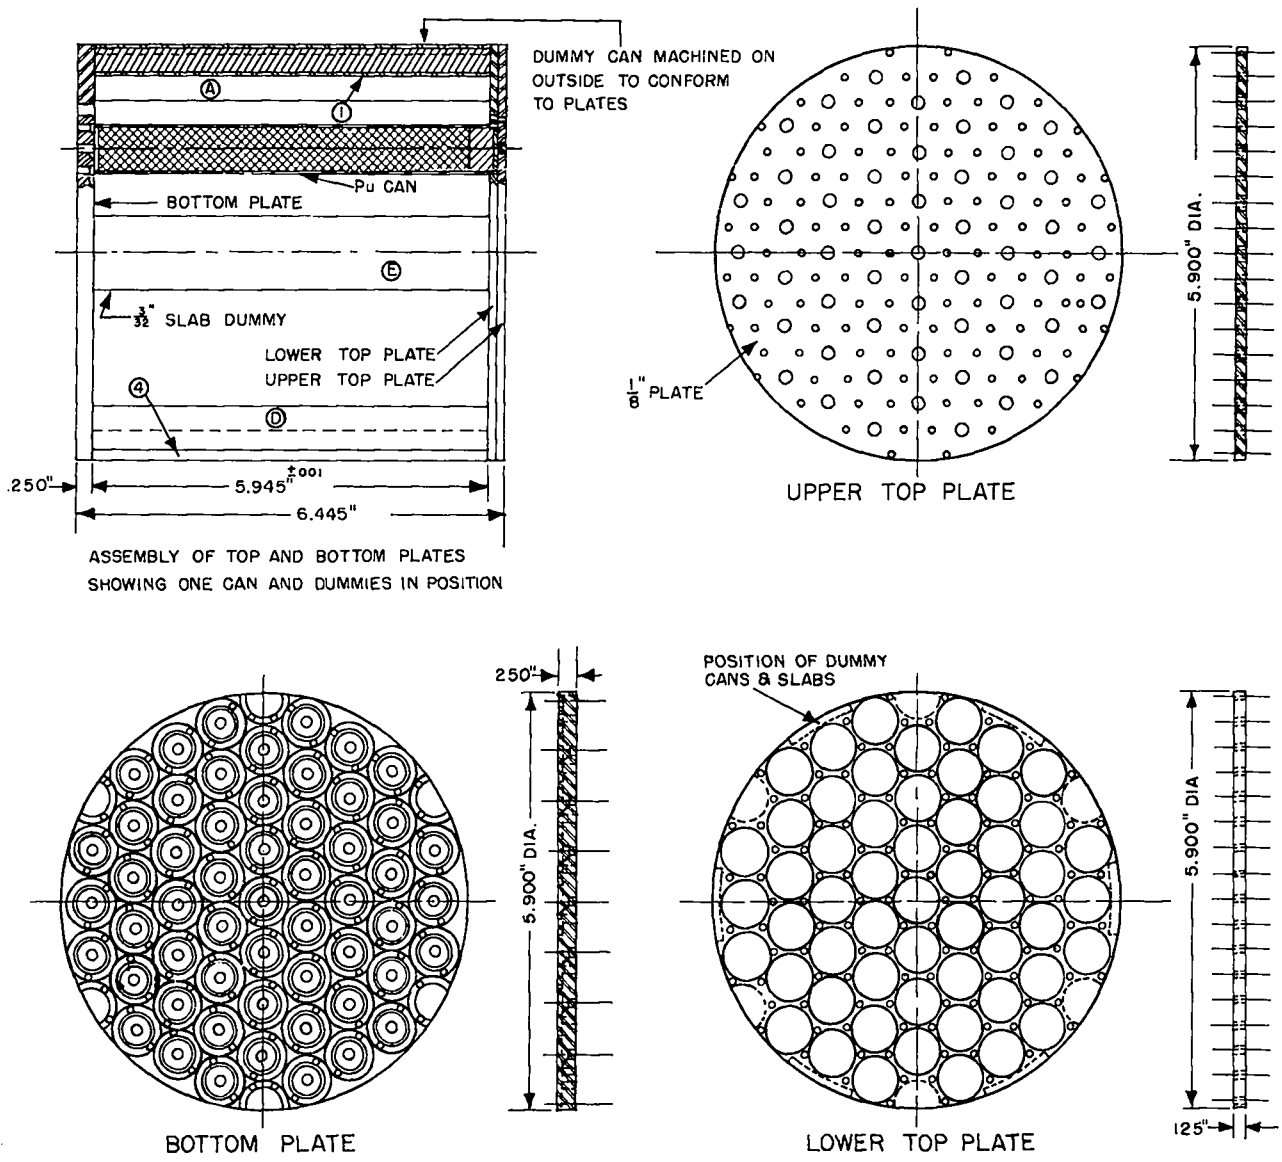 DUMMY CAN MACHINED ON
OUTSIDE TO CONFORM
TO PLATES
A
1
Pu CAN
BOTTOM PLATE
E
3/32" SLAB DUMMY
LOWER TOP PLATE
UPPER TOP PLATE
4
D
.250"
5.945" ±.001
6.445"
ASSEMBLY OF TOP AND BOTTOM PLATES
SHOWING ONE CAN AND DUMMIES IN POSITION
1/8" PLATE
5.900" DIA.
UPPER TOP PLATE
250"
5.900" DIA.
BOTTOM PLATE
POSITION OF DUMMY
CANS & SLABS
5.900" DIA
.125"
LOWER TOP PLATE